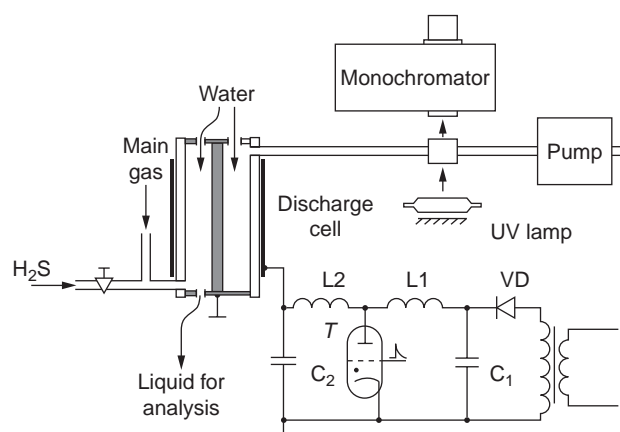 Monochromator
Water
Main
gas
Pump
Discharge
cell
UV lamp
H₂S
L2
L1
VD
T
C₂
C₁
Liquid for
analysis